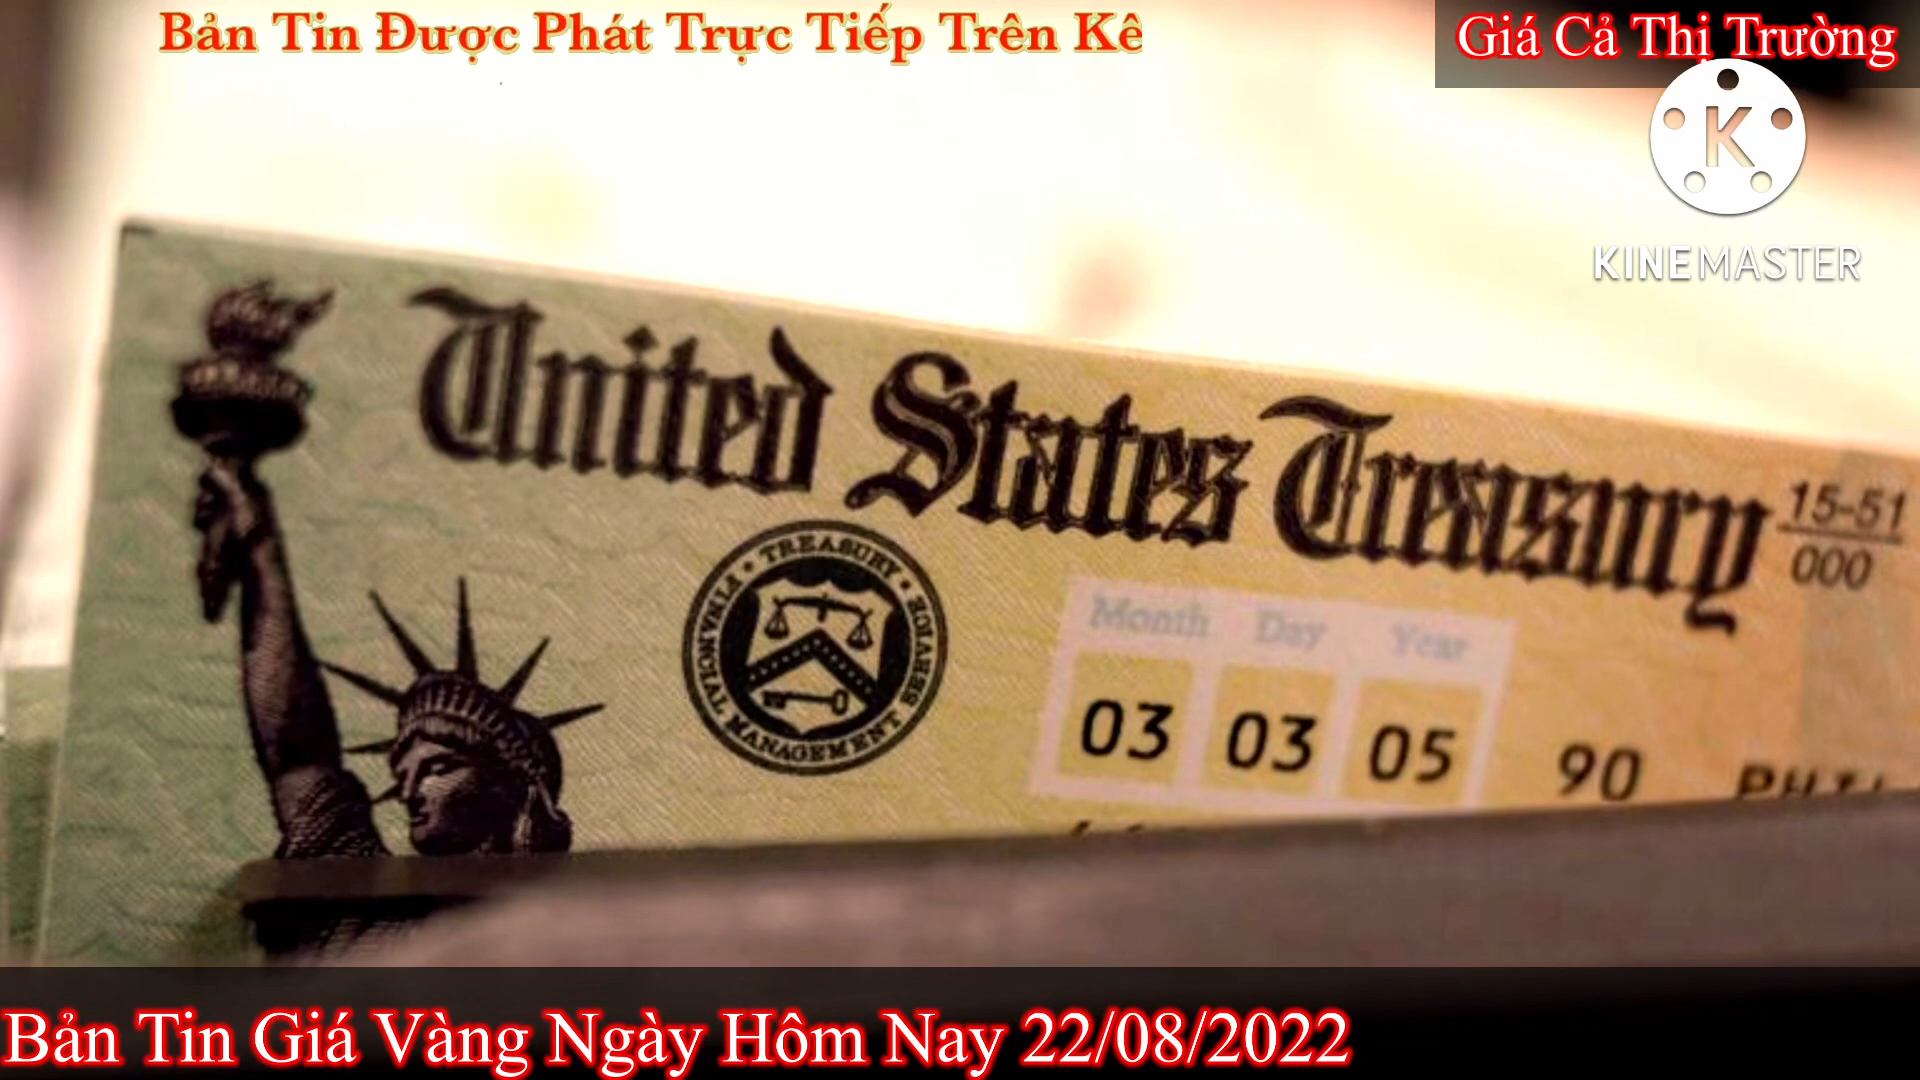 Bản Tin Được Phát Trực Tiếp Trên Kê
Giá Cả Thị Trường
K
KINEMASTER
United States Treasury
15-51
000
TREASURY
FINANCIAL MANAGEMENT SERVICE
Month Day Year
03 03 05 90
Bản Tin Giá Vàng Ngày Hôm Nay 22/08/2022